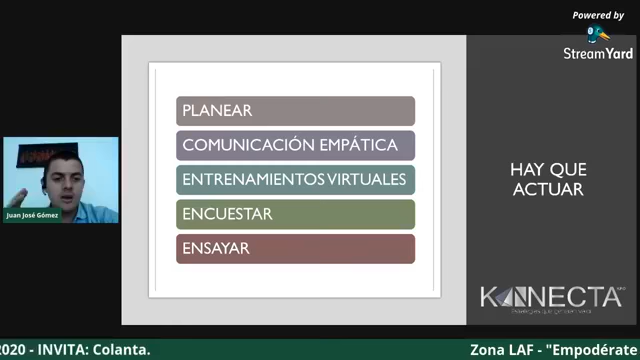 Powered by
StreamYard
PLANEAR
COMUNICACIÓN EMPÁTICA
ENTRENAMIENTOS VIRTUALES
ENCUESTAR
ENSAYAR
HAY QUE
ACTUAR
Juan José Gómez
KONNECTA
2020 - INVITA: Colanta.
Zona LAF - "Empodérate